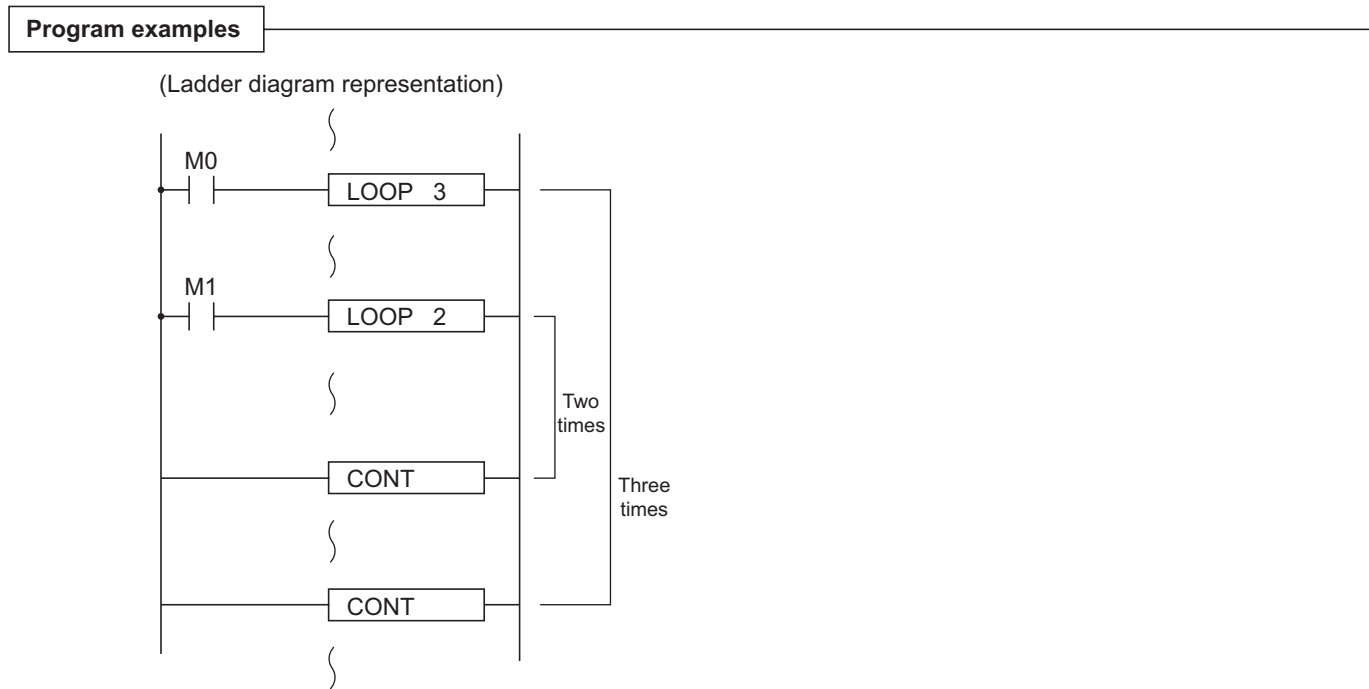 Program examples
(Ladder diagram representation)
M0
LOOP 3
M1
LOOP 2
Two
times
CONT
Three
times
CONT